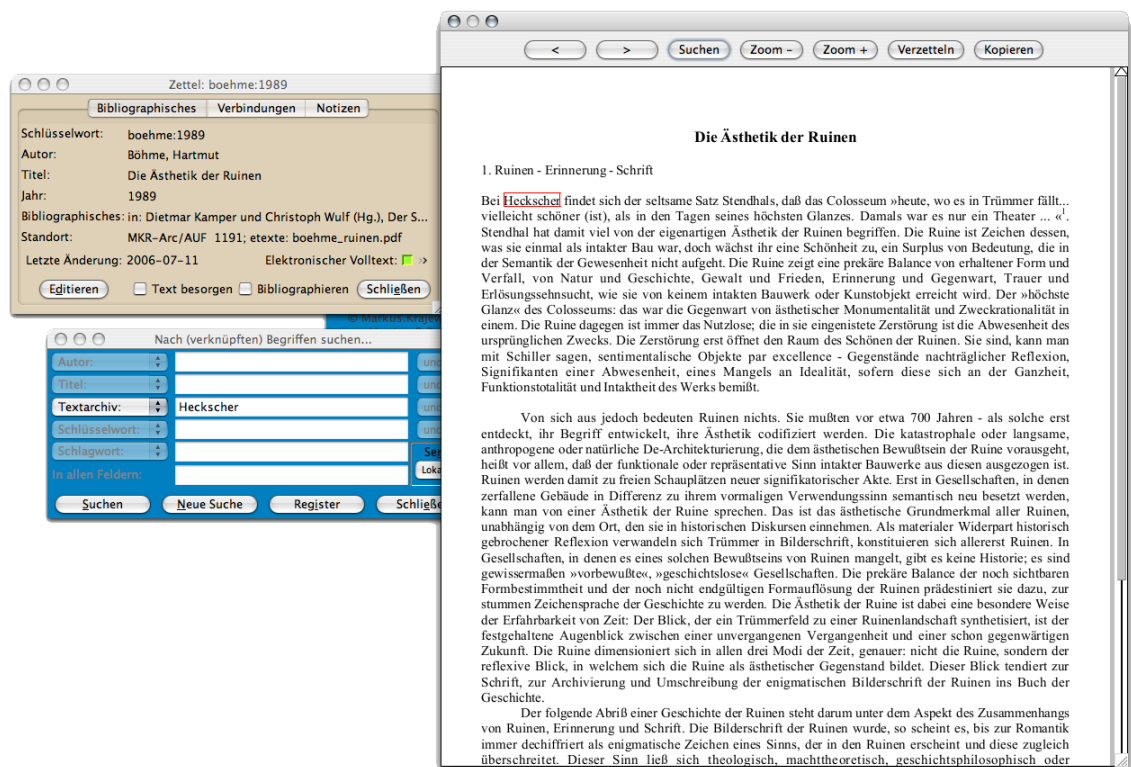 Zettel: boehme:1989
Bibliographisches Verbindungen Notizen
Schlüsselwort: boehme:1989
Autor: Böhme, Hartmut
Titel: Die Ästhetik der Ruinen
Jahr: 1989
Bibliographisches: in: Dietmar Kamper und Christoph Wulf (Hg.), Der S...
Standort: MKR-Arc/AUF 1191; etexte: boehme_ruinen.pdf
Letzte Änderung: 2006-07-11 Elektronischer Volltext: »
Editieren Text besorgen Bibliographieren Schließen
© Markus.Kraje
Nach (verknüpften) Begriffen suchen...
Autor: und
Titel: und
Textarchiv: Heckscher und
Schlüsselwort: und
Schlagwort: Ser
In allen Feldern: Loka
Suchen Neue Suche Register Schließe
< > Suchen Zoom - Zoom + Verzetteln Kopieren
Die Ästhetik der Ruinen
1. Ruinen - Erinnerung - Schrift
Bei Heckscher findet sich der seltsame Satz Stendhals, daß das Colosseum »heute, wo es in Trümmer fällt...
vielleicht schöner (ist), als in den Tagen seines höchsten Glanzes. Damals war es nur ein Theater ... «¹.
Stendhal hat damit viel von der eigenartigen Ästhetik der Ruinen begriffen. Die Ruine ist Zeichen dessen,
was sie einmal als intakter Bau war, doch wächst ihr eine Schönheit zu, ein Surplus von Bedeutung, die in
der Semantik der Gewesenheit nicht aufgeht. Die Ruine zeigt eine prekäre Balance von erhaltener Form und
Verfall, von Natur und Geschichte, Gewalt und Frieden, Erinnerung und Gegenwart, Trauer und
Erlösungssehnsucht, wie sie von keinem intakten Bauwerk oder Kunstobjekt erreicht wird. Der »höchste
Glanz« des Colosseums: das war die Gegenwart von ästhetischer Monumentalität und Zweckrationalität in
einem. Die Ruine dagegen ist immer das Nutzlose; die in sie eingenistete Zerstörung ist die Abwesenheit des
ursprünglichen Zwecks. Die Zerstörung erst öffnet den Raum des Schönen der Ruinen. Sie sind, kann man
mit Schiller sagen, sentimentalische Objekte par excellence - Gegenstände nachträglicher Reflexion,
Signifikanten einer Abwesenheit, eines Mangels an Idealität, sofern diese sich an der Ganzheit,
Funktionstotalität und Intaktheit des Werks bemißt.
Von sich aus jedoch bedeuten Ruinen nichts. Sie mußten vor etwa 700 Jahren - als solche erst
entdeckt, ihr Begriff entwickelt, ihre Ästhetik codifiziert werden. Die katastrophale oder langsame,
anthropogene oder natürliche De-Architekturierung, die dem ästhetischen Bewußtsein der Ruine vorausgeht,
heißt vor allem, daß der funktionale oder repräsentative Sinn intakter Bauwerke aus diesen ausgezogen ist.
Ruinen werden damit zu freien Schauplätzen neuer signifikatorischer Akte. Erst in Gesellschaften, in denen
zerfallene Gebäude in Differenz zu ihrem vormaligen Verwendungssinn semantisch neu besetzt werden,
kann man von einer Ästhetik der Ruine sprechen. Das ist das ästhetische Grundmerkmal aller Ruinen,
unabhängig von dem Ort, den sie in historischen Diskursen einnehmen. Als materialer Widerpart historisch
gebrochener Reflexion verwandeln sich Trümmer in Bilderschrift, konstituieren sich allererst Ruinen. In
Gesellschaften, in denen es eines solchen Bewußtseins von Ruinen mangelt, gibt es keine Historie; es sind
gewissermaßen »vorbewußte«, »geschichtslose« Gesellschaften. Die prekäre Balance der noch sichtbaren
Formbestimmtheit und der noch nicht endgültigen Formauflösung der Ruinen prädestiniert sie dazu, zur
stummen Zeichensprache der Geschichte zu werden. Die Ästhetik der Ruine ist dabei eine besondere Weise
der Erfahrbarkeit von Zeit: Der Blick, der ein Trümmerfeld zu einer Ruinenlandschaft synthetisiert, ist der
festgehaltene Augenblick zwischen einer unvergangenen Vergangenheit und einer schon gegenwärtigen
Zukunft. Die Ruine dimensioniert sich in allen drei Modi der Zeit, genauer: nicht die Ruine, sondern der
reflexive Blick, in welchem sich die Ruine als ästhetischer Gegenstand bildet. Dieser Blick tendiert zur
Schrift, zur Archivierung und Umschreibung der enigmatischen Bilderschrift der Ruinen ins Buch der
Geschichte.
Der folgende Abriß einer Geschichte der Ruinen steht darum unter dem Aspekt des Zusammenhangs
von Ruinen, Erinnerung und Schrift. Die Bilderschrift der Ruinen wurde, so scheint es, bis zur Romantik
immer dechiffriert als enigmatische Zeichen eines Sinns, der in den Ruinen erscheint und diese zugleich
überschreitet. Dieser Sinn ließ sich theologisch, machttheoretisch, geschichtsphilosophisch oder